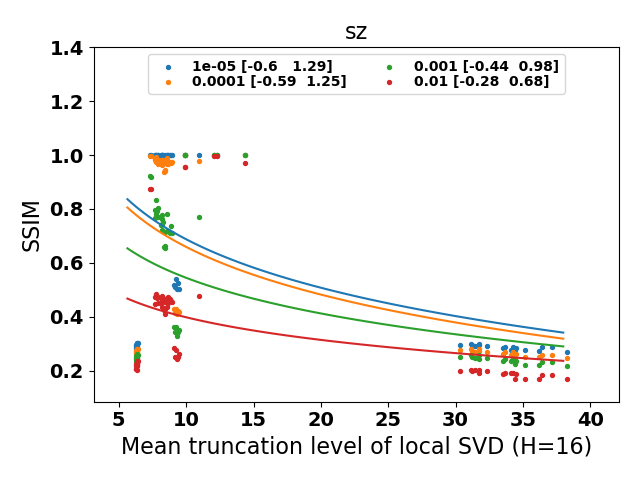 sz
1e-05 [-0.6   1.29]
0.0001 [-0.59  1.25]
0.001 [-0.44  0.98]
0.01 [-0.28  0.68]
SSIM
1.4
1.2
1.0
0.8
0.6
0.4
0.2
5 10 15 20 25 30 35 40
Mean truncation level of local SVD (H=16)